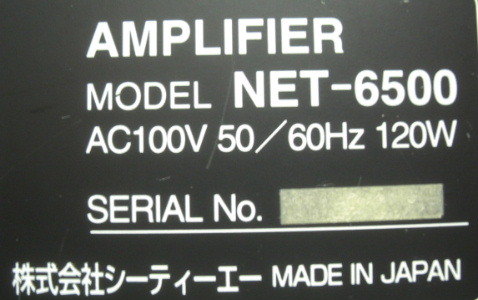 AMPLIFIER
MODEL NET-6500
AC100V 50/60Hz 120W
SERIAL No.
株式会社シーティーエー MADE IN JAPAN